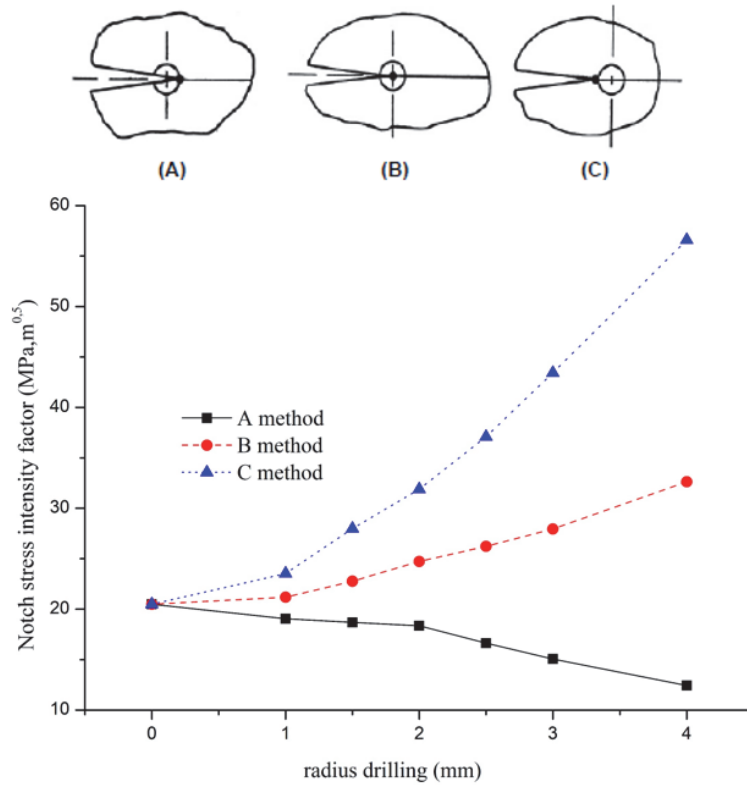 (A) (B) (C)
60
50
40
30
20
10
Notch stress intensity factor (MPa,m^0,5)
A method
B method
C method
0 1 2 3 4
radius drilling (mm)